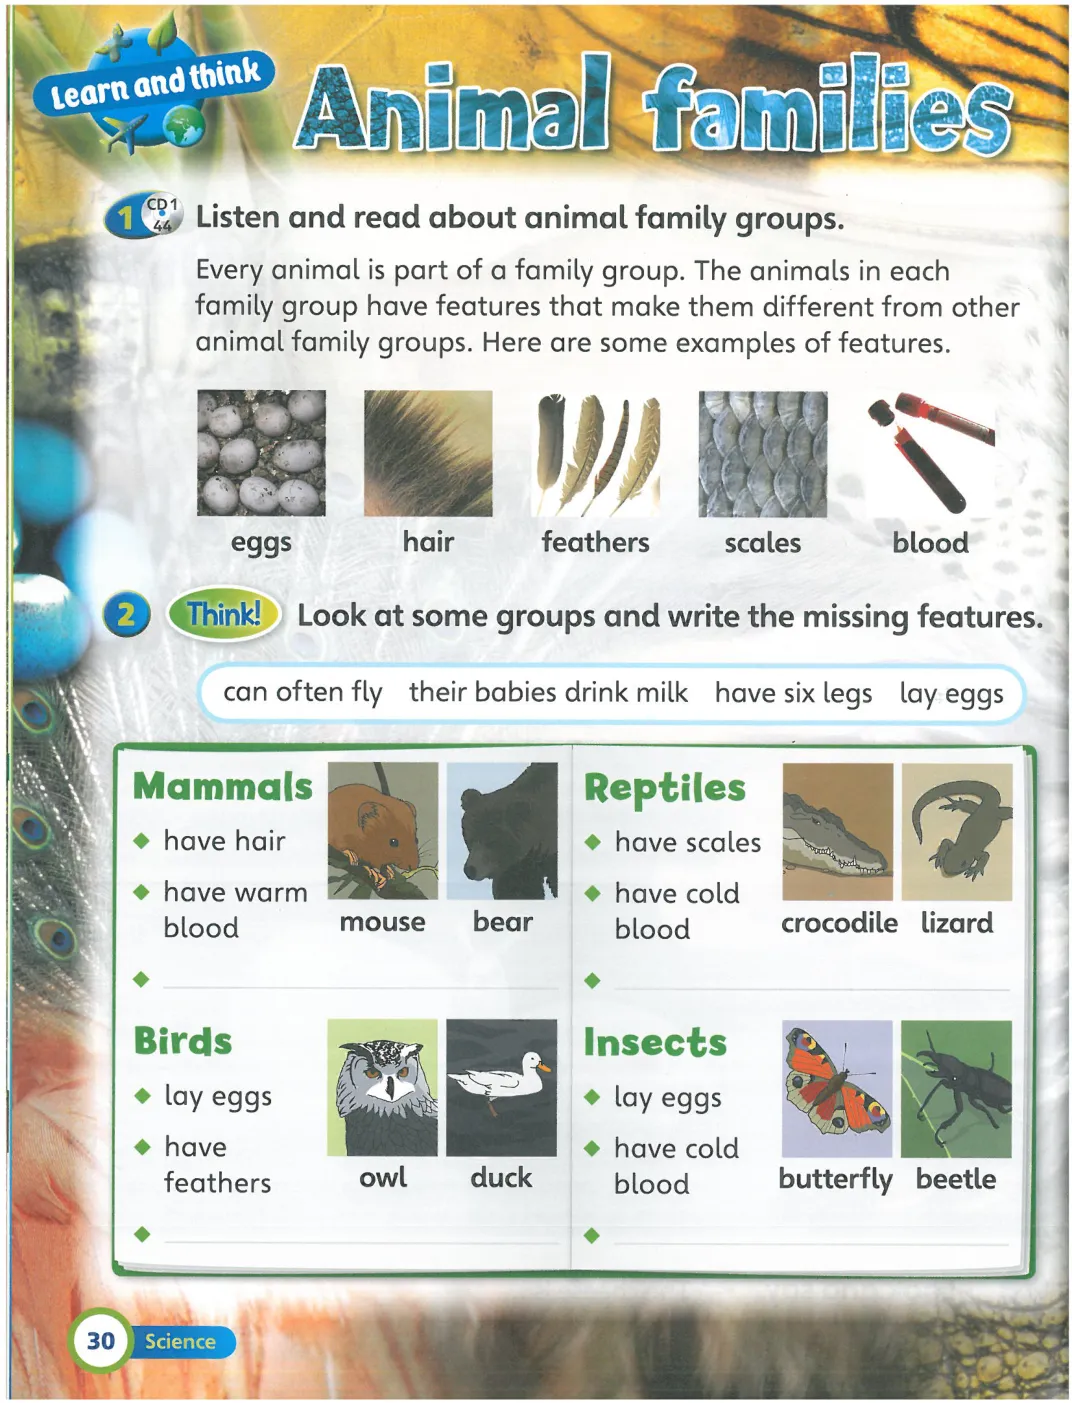 Learn and think
Animal families
1 CD1 44 Listen and read about animal family groups.
Every animal is part of a family group. The animals in each
family group have features that make them different from other
animal family groups. Here are some examples of features.
eggs hair feathers scales blood
2 Think! Look at some groups and write the missing features.
can often fly their babies drink milk have six legs lay eggs
Mammals
have hair
have warm
blood
mouse bear
Reptiles
have scales
have cold
blood
crocodile lizard
Birds
lay eggs
have
feathers
owl duck
Insects
lay eggs
have cold
blood
butterfly beetle
30 Science